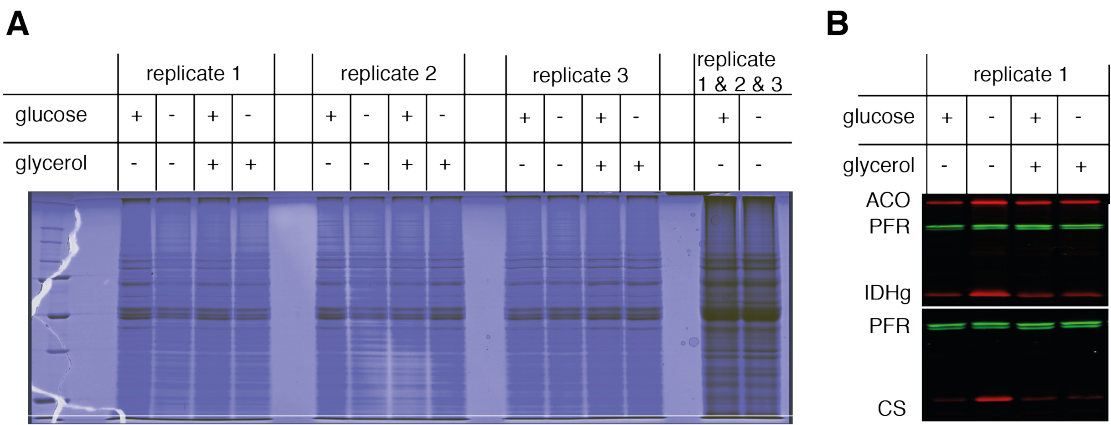 A
replicate 1 replicate 2 replicate 3 replicate
1 & 2 & 3
glucose + - + - + - + - + - + - + -
glycerol - - + + - - + + - - + + - -
B
replicate 1
glucose + - + -
glycerol - - + +
ACO
PFR
IDHg
PFR
CS